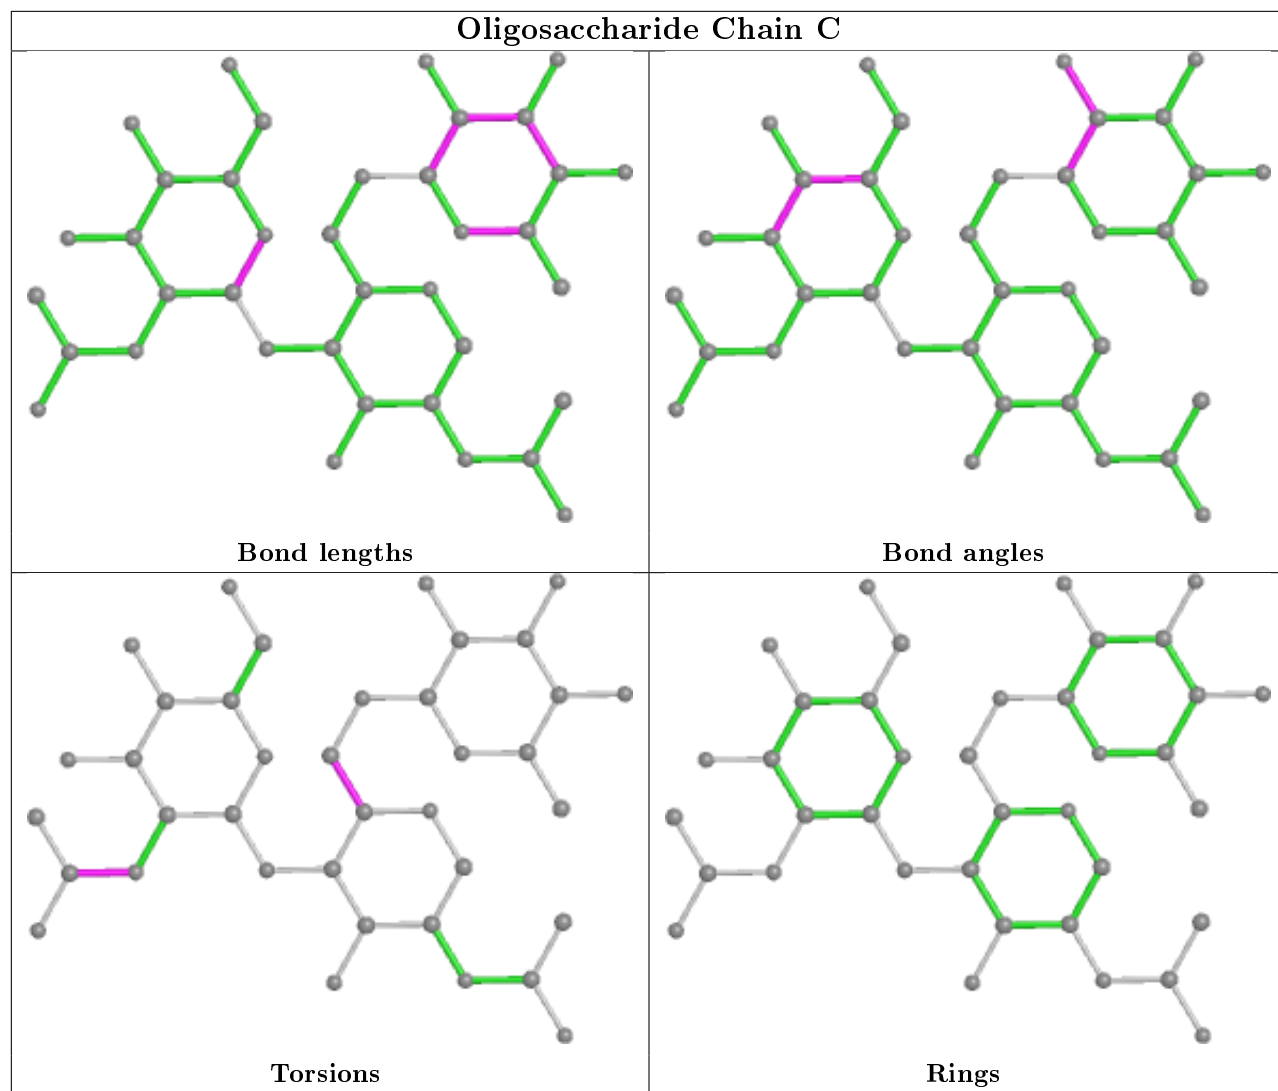 Oligosaccharide Chain C
Bond lengths
Bond angles
Torsions
Rings